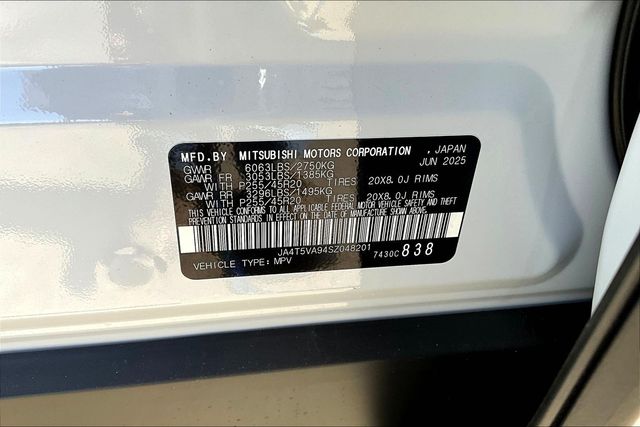 MFD.BY MITSUBISHI MOTORS CORPORATION , JAPAN
GVWR 6063LBS/2750KG JUN 2025
GAWR FR 3053LBS/1385KG
WITH P255/45R20 TIRES 20X8.0J RIMS
GAWR RR 3296LBS/1495KG
WITH P255/45R20 TIRES 20X8.0J RIMS
THIS VEHICLE CONFORMS TO ALL APPLICABLE FEDERAL MOTOR VEHICLE SAFETY AND THEFT
PREVENTION STANDARDS IN EFFECT ON THE DATE OF MANUFACTURE SHOWN ABOVE.
JA4T5VA94SZ048201
VEHICLE TYPE: MPV 7430C 838